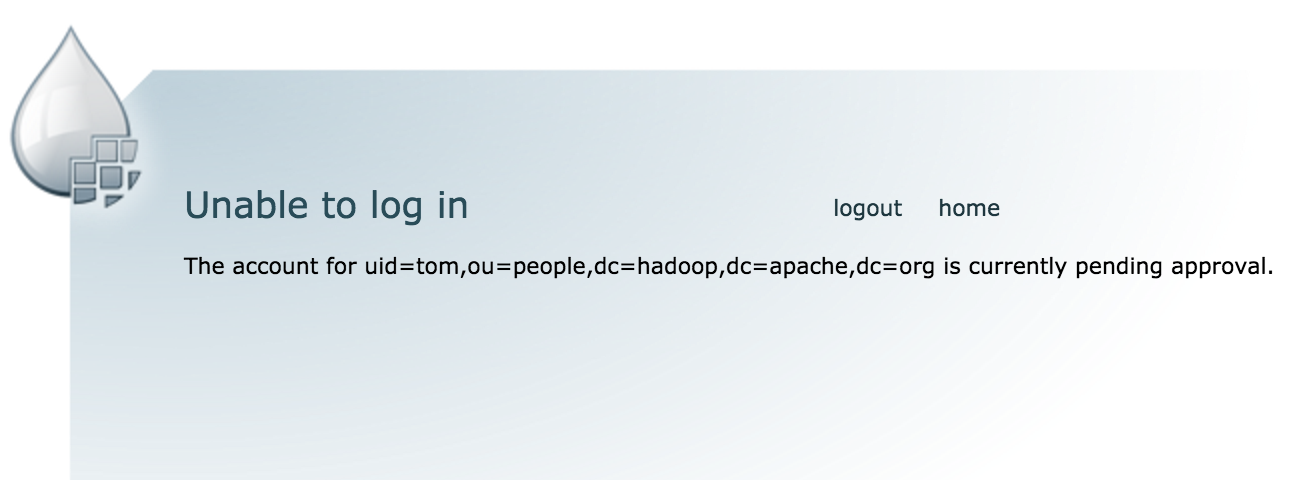 Unable to log in
logout home
The account for uid=tom,ou=people,dc=hadoop,dc=apache,dc=org is currently pending approval.